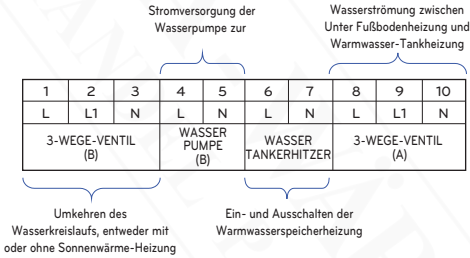 Stromversorgung der
Wasserpumpe zur
Wasserströmung zwischen
Unter Fußbodenheizung und
Warmwasser-Tankheizung
1 2 3 4 5 6 7 8 9 10
L L1 N L N L N L L1 N
3-WEGE-VENTIL
(B)
WASSER
PUMPE
(B)
WASSER
TANKERHITZER
3-WEGE-VENTIL
(A)
Umkehren des
Wasserkreislaufs, entweder mit
oder ohne Sonnenwärme-Heizung
Ein- und Ausschalten der
Warmwasserspeicherheizung